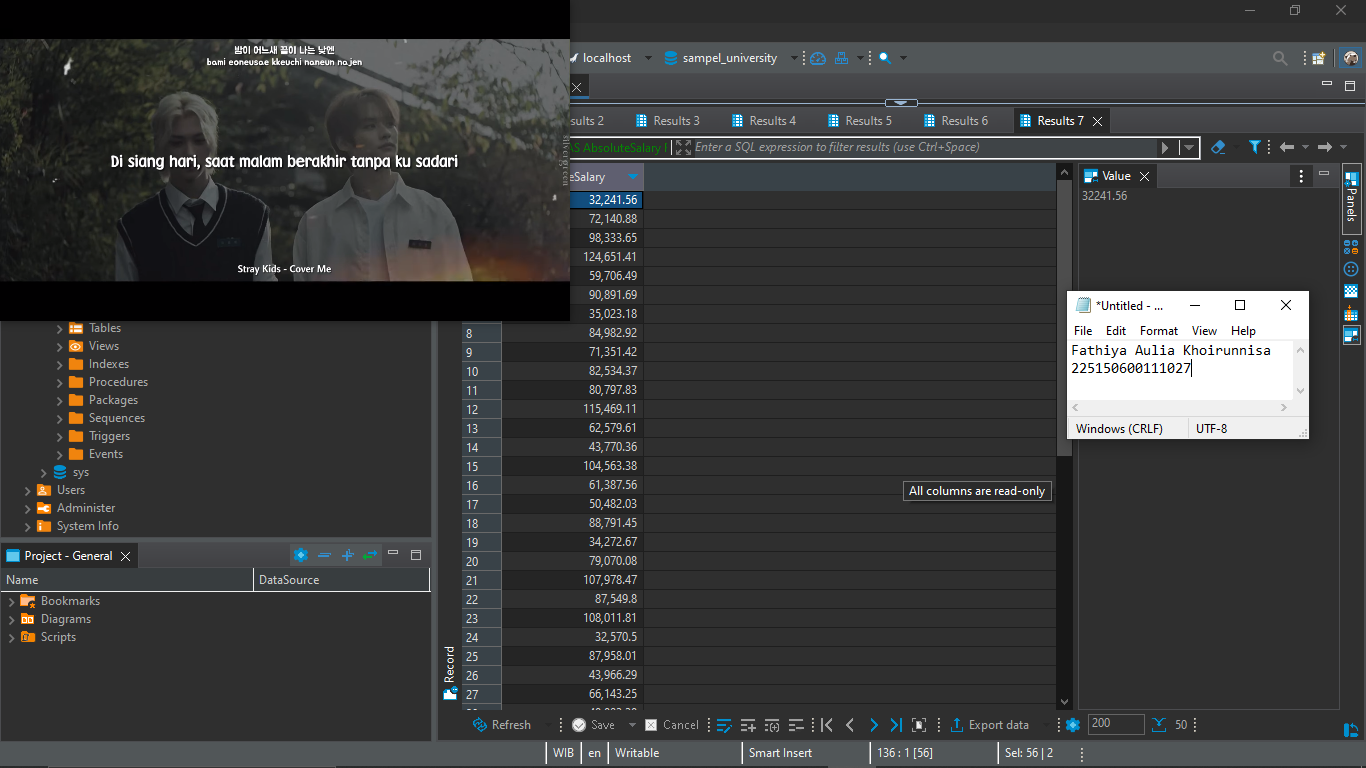 밤이 어느새 끝이 나는 낮엔
bami eoneusae kkeuchi naneun najen
Di siang hari, saat malam berakhir tanpa ku sadari
silvergreen
Stray Kids - Cover Me
localhost
sampel_university
sults 2
Results 3
Results 4
Results 5
Results 6
Results 7
AS AbsoluteSalary
Enter a SQL expression to filter results (use Ctrl+Space)
eSalary
32,241.56
72,140.88
98,333.65
124,651.41
59,706.49
90,891.69
35,023.18
8 84,982.92
9 71,351.42
10 82,534.37
11 80,797.83
12 115,469.11
13 62,579.61
14 43,770.36
15 104,563.38
16 61,387.56
17 50,482.03
18 88,791.45
19 34,272.67
20 79,070.08
21 107,978.47
22 87,549.8
23 108,011.81
24 32,570.5
25 87,958.01
26 43,966.29
27 66,143.25
Value
32241.56
Panels
*Untitled - ...
File Edit Format View Help
Fathiya Aulia Khoirunnisa
225150600111027
Windows (CRLF) UTF-8
All columns are read-only
Tables
Views
Indexes
Procedures
Packages
Sequences
Triggers
Events
sys
Users
Administer
System Info
Project - General
Name DataSource
Bookmarks
Diagrams
Scripts
Record
Refresh Save Cancel Export data 200 50
WIB en Writable Smart Insert 136 : 1 [56] Sel: 56 | 2